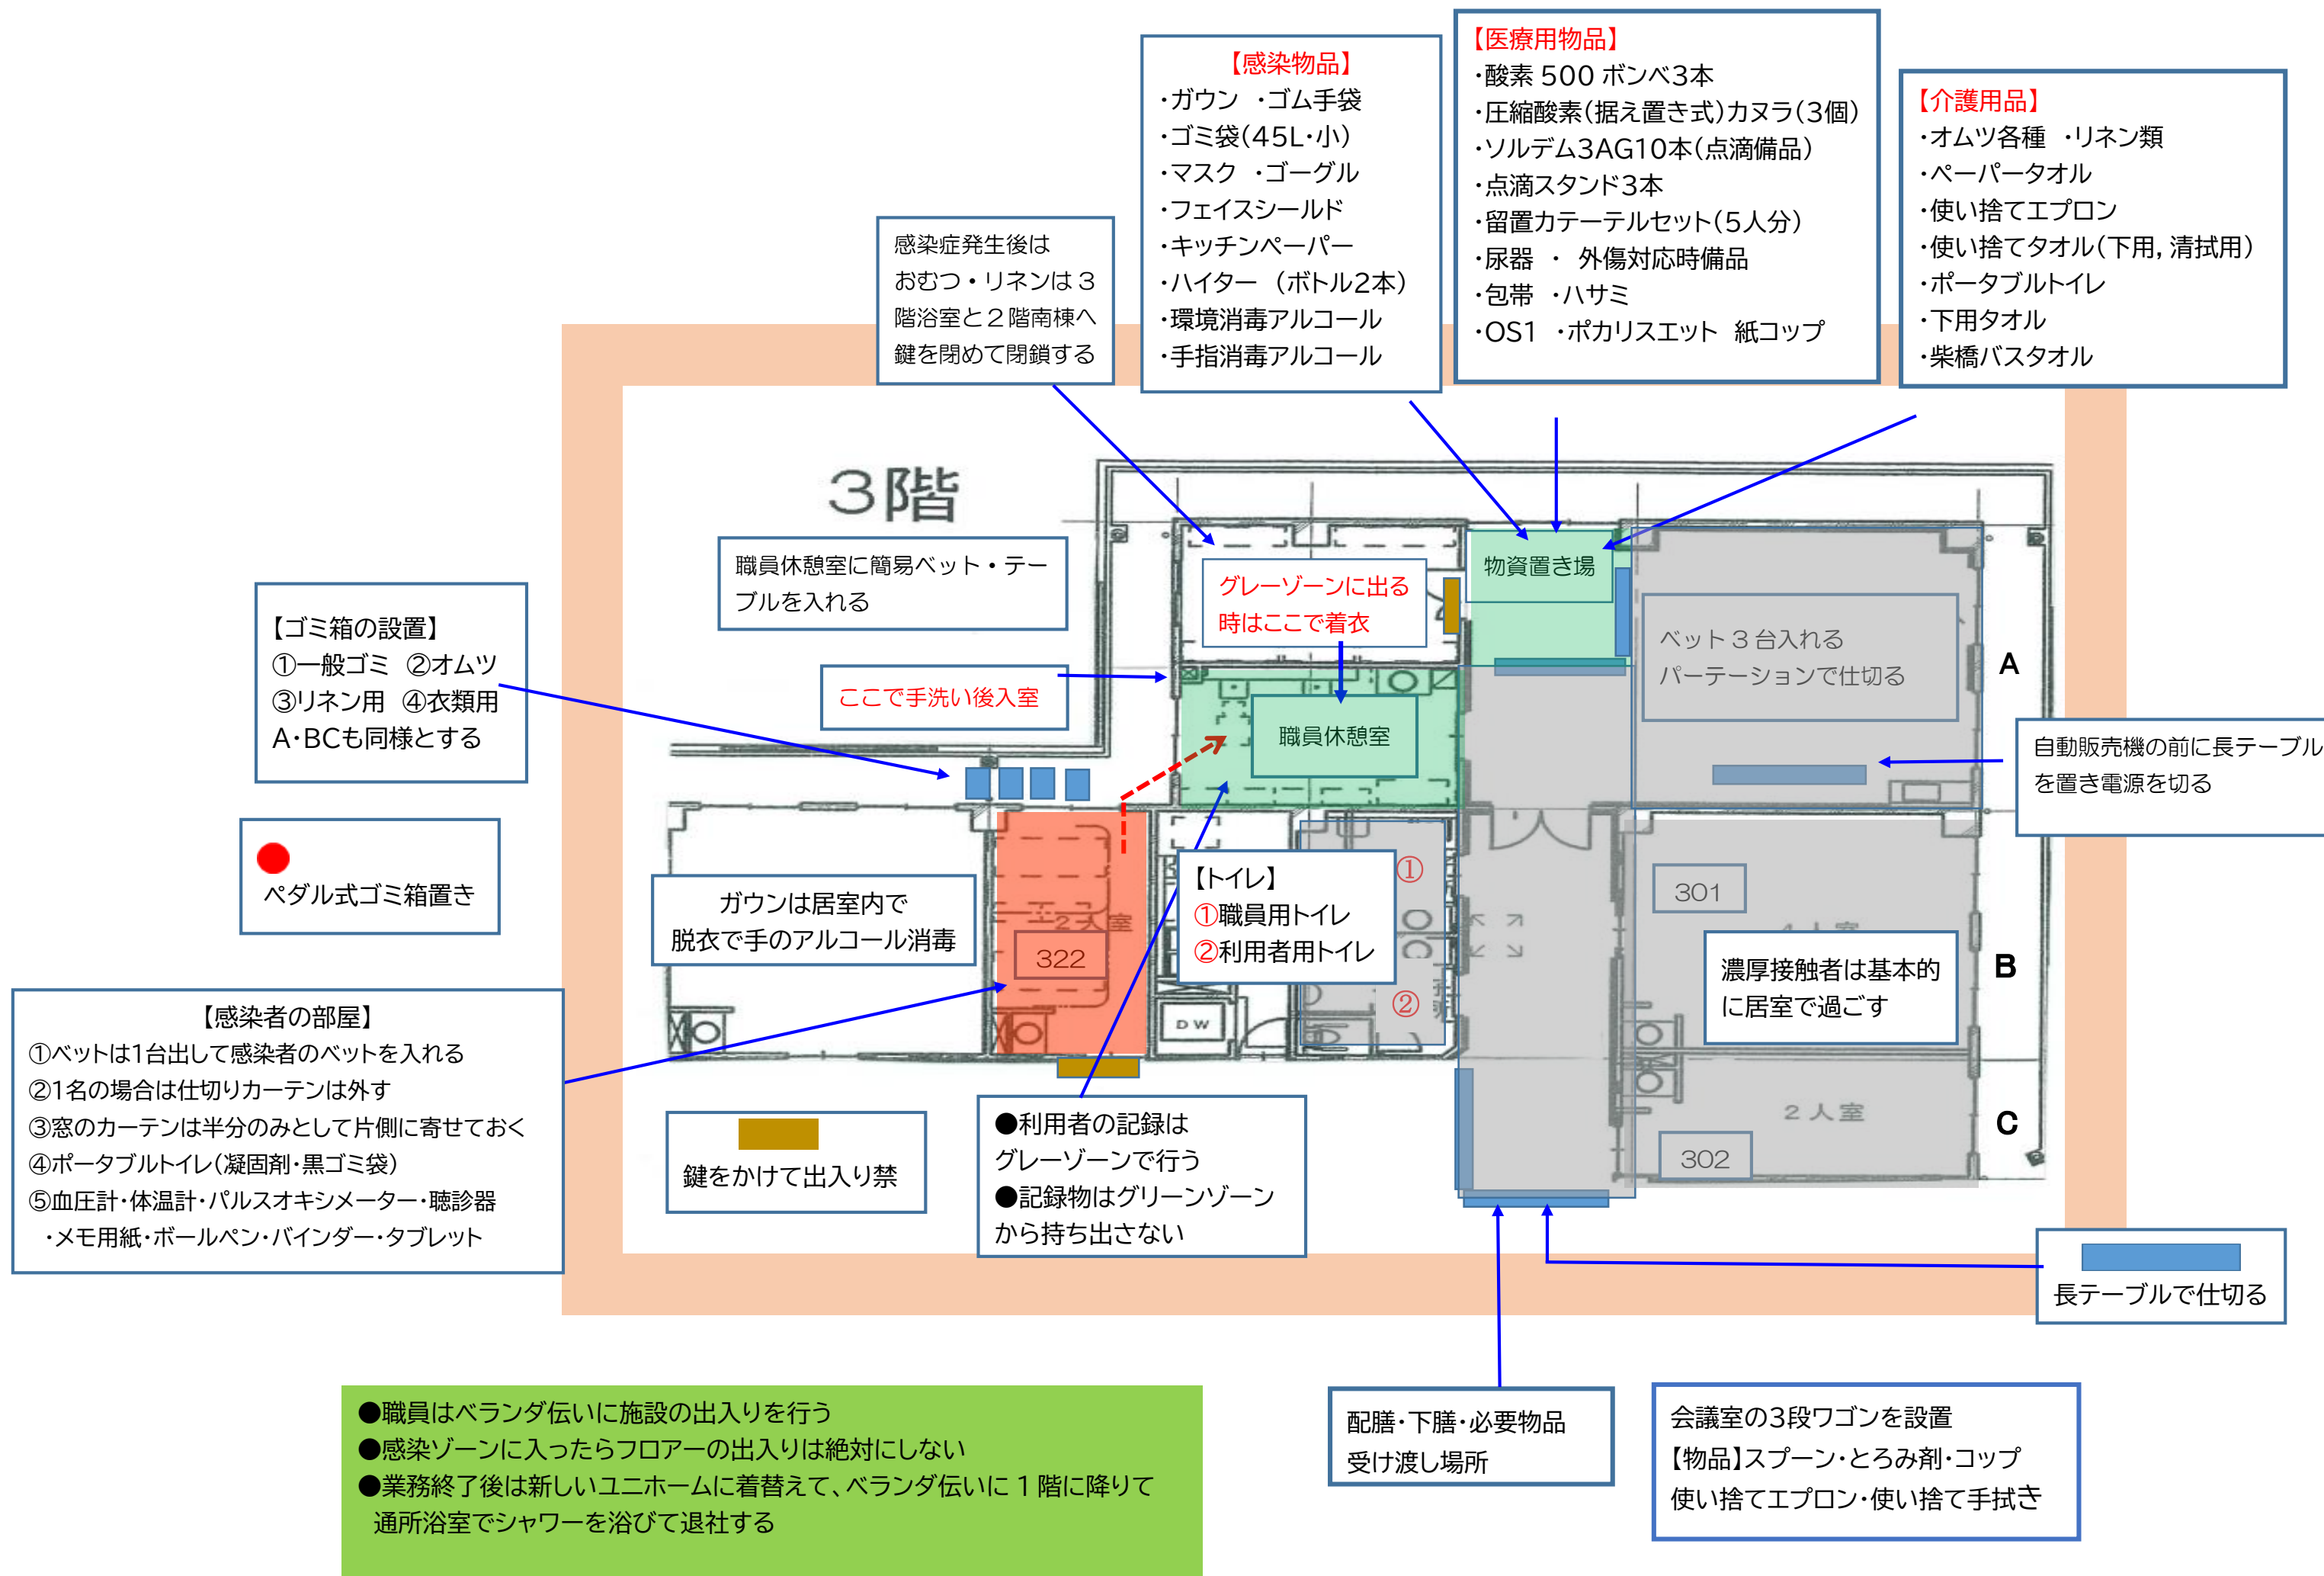 【感染物品】
・ガウン ・ゴム手袋
・ゴミ袋(45L・小)
・マスク ・ゴーグル
・フェイスシールド
・キッチンペーパー
・ハイター (ボトル2本)
・環境消毒アルコール
・手指消毒アルコール
【医療用物品】
・酸素 500 ボンベ3本
・圧縮酸素(据え置き式)カヌラ(3個)
・ソルデム3AG10本(点滴備品)
・点滴スタンド3本
・留置カテーテルセット(5人分)
・尿器 ・ 外傷対応時備品
・包帯 ・ハサミ
・OS1 ・ポカリスエット 紙コップ
【介護用品】
・オムツ各種 ・リネン類
・ペーパータオル
・使い捨てエプロン
・使い捨てタオル(下用,清拭用)
・ポータブルトイレ
・下用タオル
・柴橋バスタオル
感染症発生後は
おむつ・リネンは3
階浴室と2階南棟へ
鍵を閉めて閉鎖する
3階
職員休憩室に簡易ベット・テー
ブルを入れる
グレーゾーンに出る
時はここで着衣
物資置き場
ベット3台入れる
パーテーションで仕切る
A
【ゴミ箱の設置】
①一般ゴミ ②オムツ
③リネン用 ④衣類用
A・BCも同様とする
ここで手洗い後入室
職員休憩室
自動販売機の前に長テーブル
を置き電源を切る
ペダル式ゴミ箱置き
ガウンは居室内で
脱衣で手のアルコール消毒
2人室
322
【トイレ】
①職員用トイレ
②利用者用トイレ
①
②
DW
301
4人室
濃厚接触者は基本的
に居室で過ごす
B
2人室
302
C
【感染者の部屋】
①ベットは1台出して感染者のベットを入れる
②1名の場合は仕切りカーテンは外す
③窓のカーテンは半分のみとして片側に寄せておく
④ポータブルトイレ(凝固剤・黒ゴミ袋)
⑤血圧計・体温計・パルスオキシメーター・聴診器
・メモ用紙・ボールペン・バインダー・タブレット
鍵をかけて出入り禁
●利用者の記録は
グレーゾーンで行う
●記録物はグリーンゾーン
から持ち出さない
長テーブルで仕切る
●職員はベランダ伝いに施設の出入りを行う
●感染ゾーンに入ったらフロアーの出入りは絶対にしない
●業務終了後は新しいユニホームに着替えて、ベランダ伝いに1階に降りて
通所浴室でシャワーを浴びて退社する
配膳・下膳・必要物品
受け渡し場所
会議室の3段ワゴンを設置
【物品】スプーン・とろみ剤・コップ
使い捨てエプロン・使い捨て手拭き